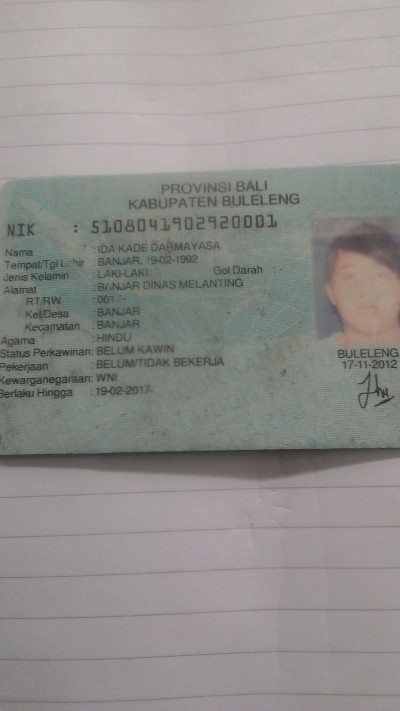 PROVINSI BALI
KABUPATEN BULELENG
NIK : 5108041902920001
Nama : IDA KADE DARMAYASA
Tempat/Tgl Lahir : BANJAR, 19-02-1992
Jenis Kelamin : LAKI-LAKI Gol Darah : -
Alamat : BANJAR DINAS MELANTING
RT/RW : 001/-
Kel/Desa : BANJAR
Kecamatan : BANJAR
Agama : HINDU
Status Perkawinan: BELUM KAWIN
Pekerjaan : BELUM/TIDAK BEKERJA
Kewarganegaraan: WNI
Berlaku Hingga : 19-02-2017
BULELENG
17-11-2012